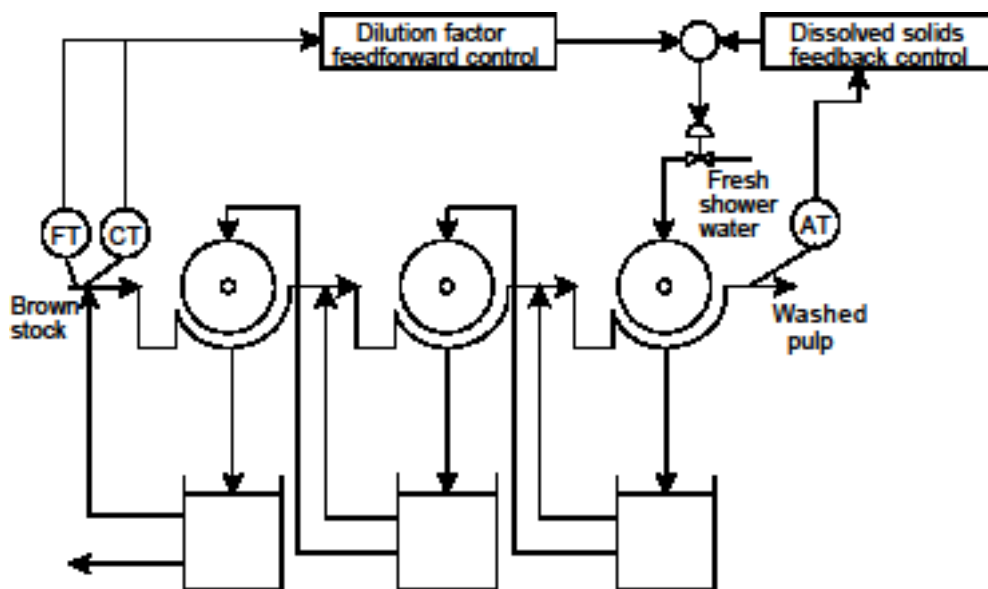 Dilution factor
feedforward control
Dissolved solids
feedback control
Fresh
shower
water
FT
CT
AT
Brown
stock
Washed
pulp